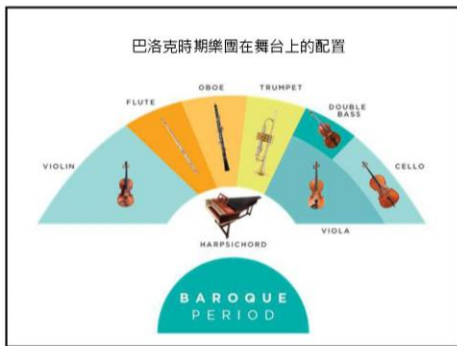 巴洛克時期樂團在舞台上的配置
OBOE
TRUMPET
FLUTE
DOUBLE
BASS
VIOLIN
CELLO
HARPSICHORD
VIOLA
BAROQUE
PERIOD